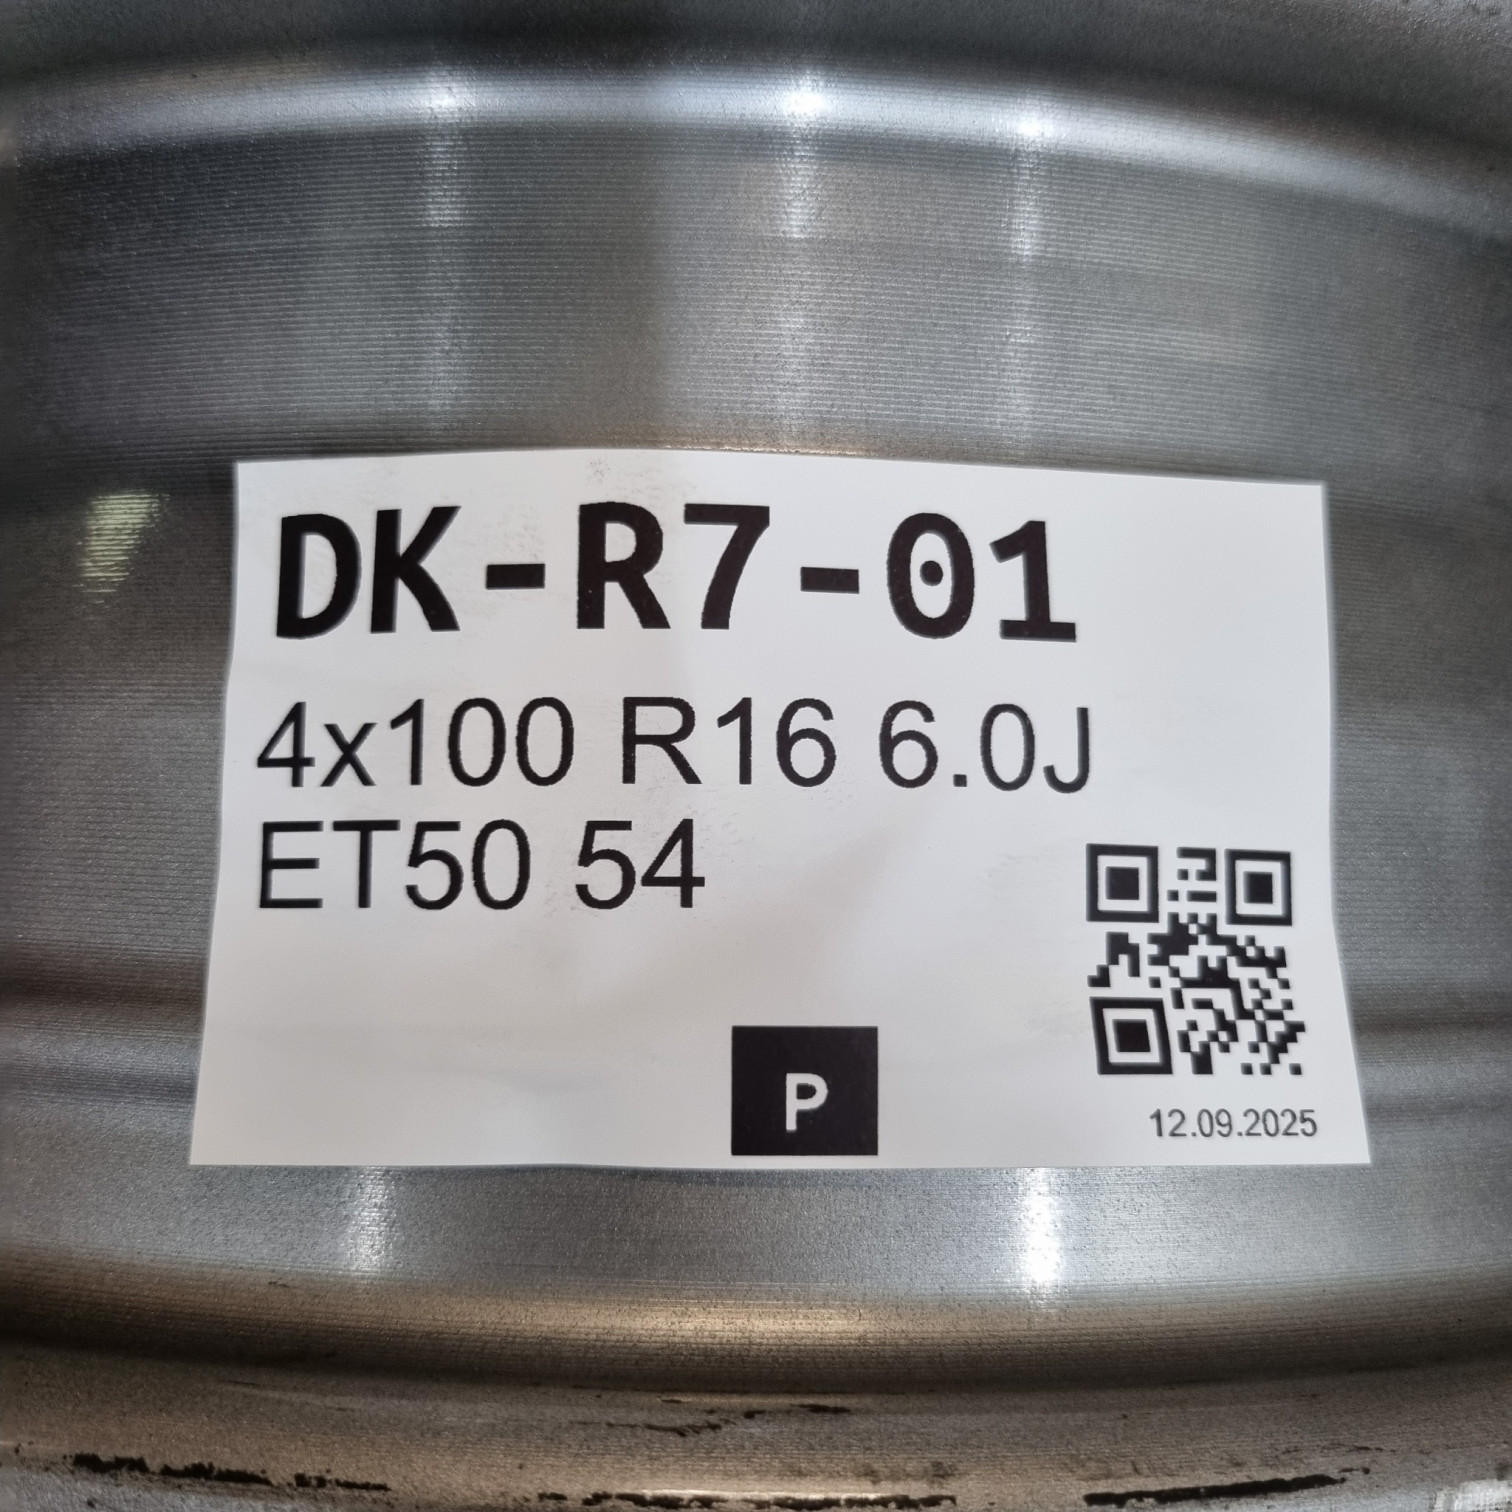 DK-R7-01
4x100 R16 6.0J
ET50 54
P
12.09.2025